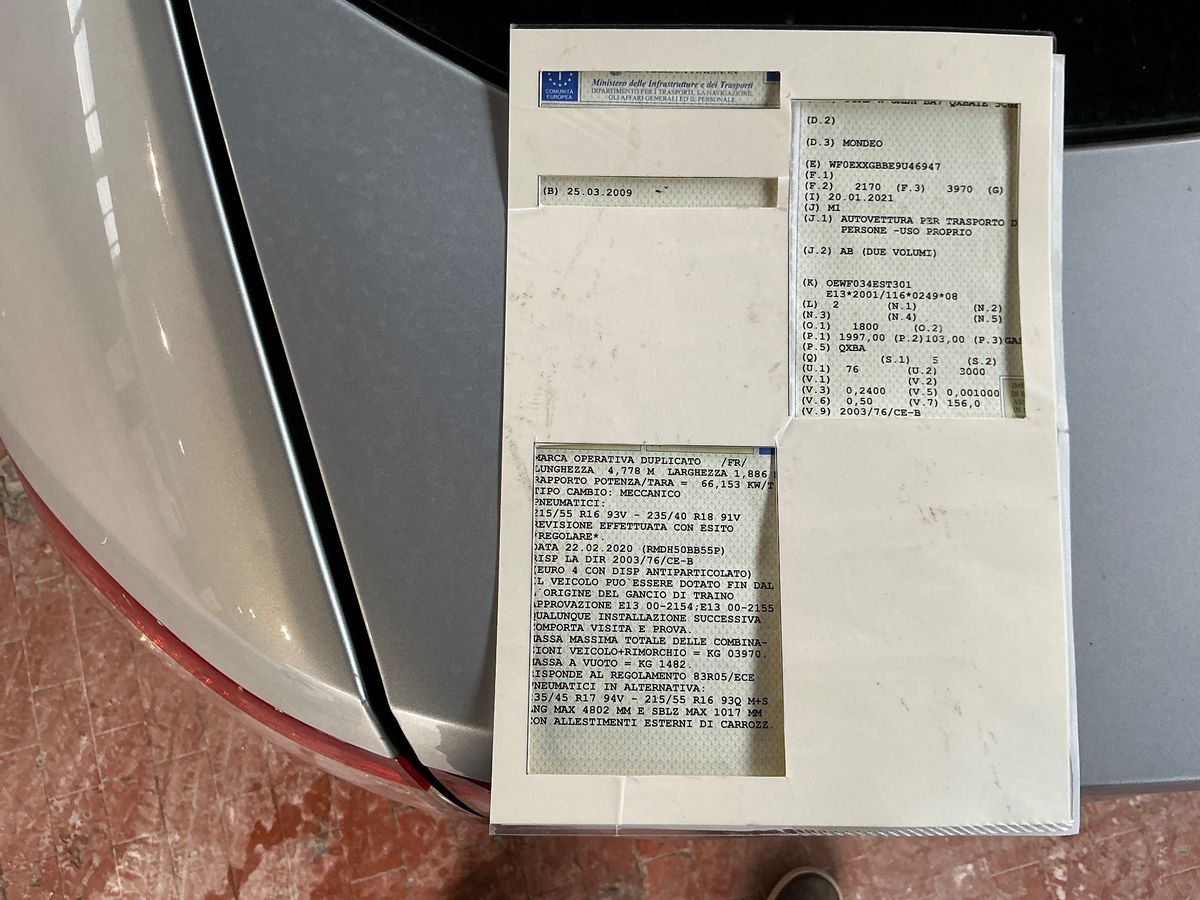 COMUNITÀ
EUROPEA
Ministero delle Infrastrutture e dei Trasporti
DIPARTIMENTO PER I TRASPORTI, LA NAVIGAZIONE,
GLI AFFARI GENERALI ED IL PERSONALE
(B) 25.03.2009
MARCA OPERATIVA DUPLICATO /FR/
LUNGHEZZA 4,778 M LARGHEZZA 1,886
RAPPORTO POTENZA/TARA = 66,153 KW/T
TIPO CAMBIO: MECCANICO
PNEUMATICI:
215/55 R16 93V - 235/40 R18 91V
REVISIONE EFFETTUATA CON ESITO
*REGOLARE*.
DATA 22.02.2020 (RMDH50BB55P)
RISP LA DIR 2003/76/CE-B
(EURO 4 CON DISP ANTIPARTICOLATO)
IL VEICOLO PUO ESSERE DOTATO FIN DAL
ORIGINE DEL GANCIO DI TRAINO
APPROVAZIONE E13 00-2154;E13 00-2155
QUALUNQUE INSTALLAZIONE SUCCESSIVA
COMPORTA VISITA E PROVA.
MASSA MASSIMA TOTALE DELLE COMBINA-
ZIONI VEICOLO+RIMORCHIO = KG 03970.
MASSA A VUOTO = KG 1482.
RISPONDE AL REGOLAMENTO 83R05/ECE
PNEUMATICI IN ALTERNATIVA:
235/45 R17 94V - 215/55 R16 93Q M+S
LNG MAX 4802 MM E SBLZ MAX 1017 MM
CON ALLESTIMENTI ESTERNI DI CARROZZ.
(D.2)
(D.3) MONDEO
(E) WF0EXXGBBE9U46947
(F.1)
(F.2) 2170 (F.3) 3970 (G)
(I) 20.01.2021
(J) M1
(J.1) AUTOVETTURA PER TRASPORTO D
PERSONE -USO PROPRIO
(J.2) AB (DUE VOLUMI)
(K) OEWF034EST301
E13*2001/116*0249*08
(L) 2 (N.1) (N.2)
(N.3) (N.4) (N.5)
(O.1) 1800 (O.2)
(P.1) 1997,00 (P.2)103,00 (P.3)GAS
(P.5) QXBA
(Q) (S.1) 5 (S.2)
(U.1) 76 (U.2) 3000
(V.1) (V.2)
(V.3) 0,2400 (V.5) 0,001000
(V.6) 0,50 (V.7) 156,0
(V.9) 2003/76/CE-B